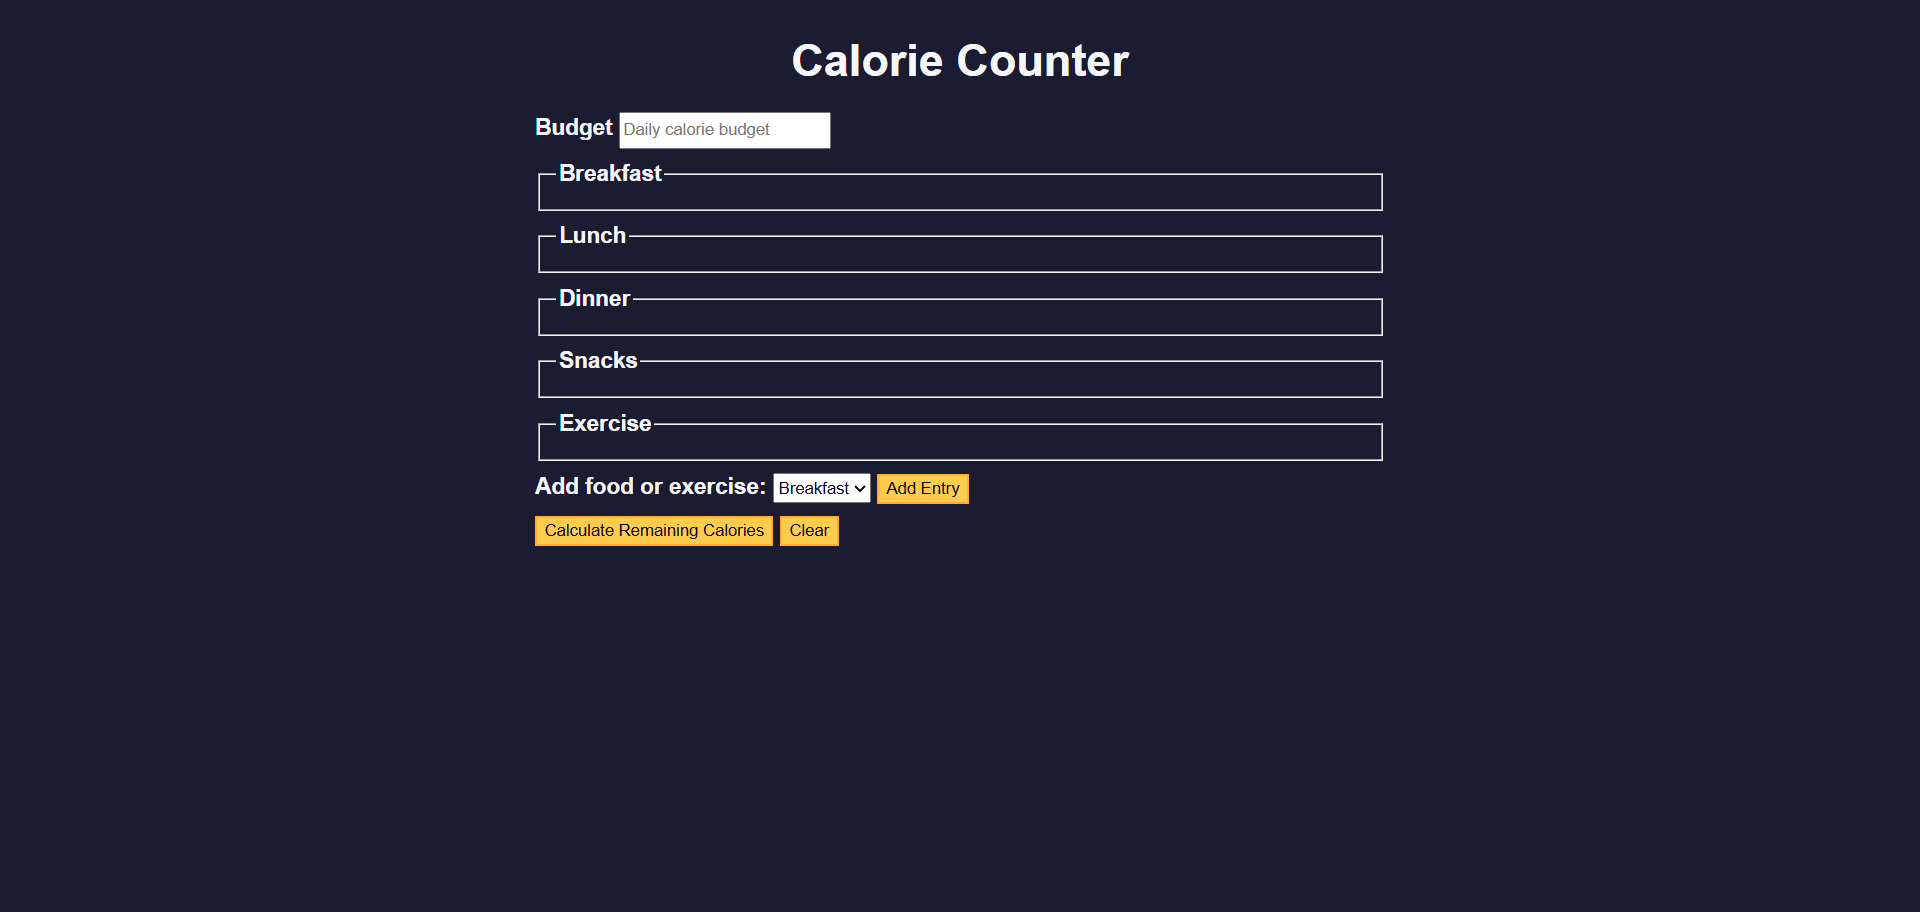 Calorie Counter
Budget Daily calorie budget
Breakfast
Lunch
Dinner
Snacks
Exercise
Add food or exercise: Breakfast Add Entry
Calculate Remaining Calories Clear